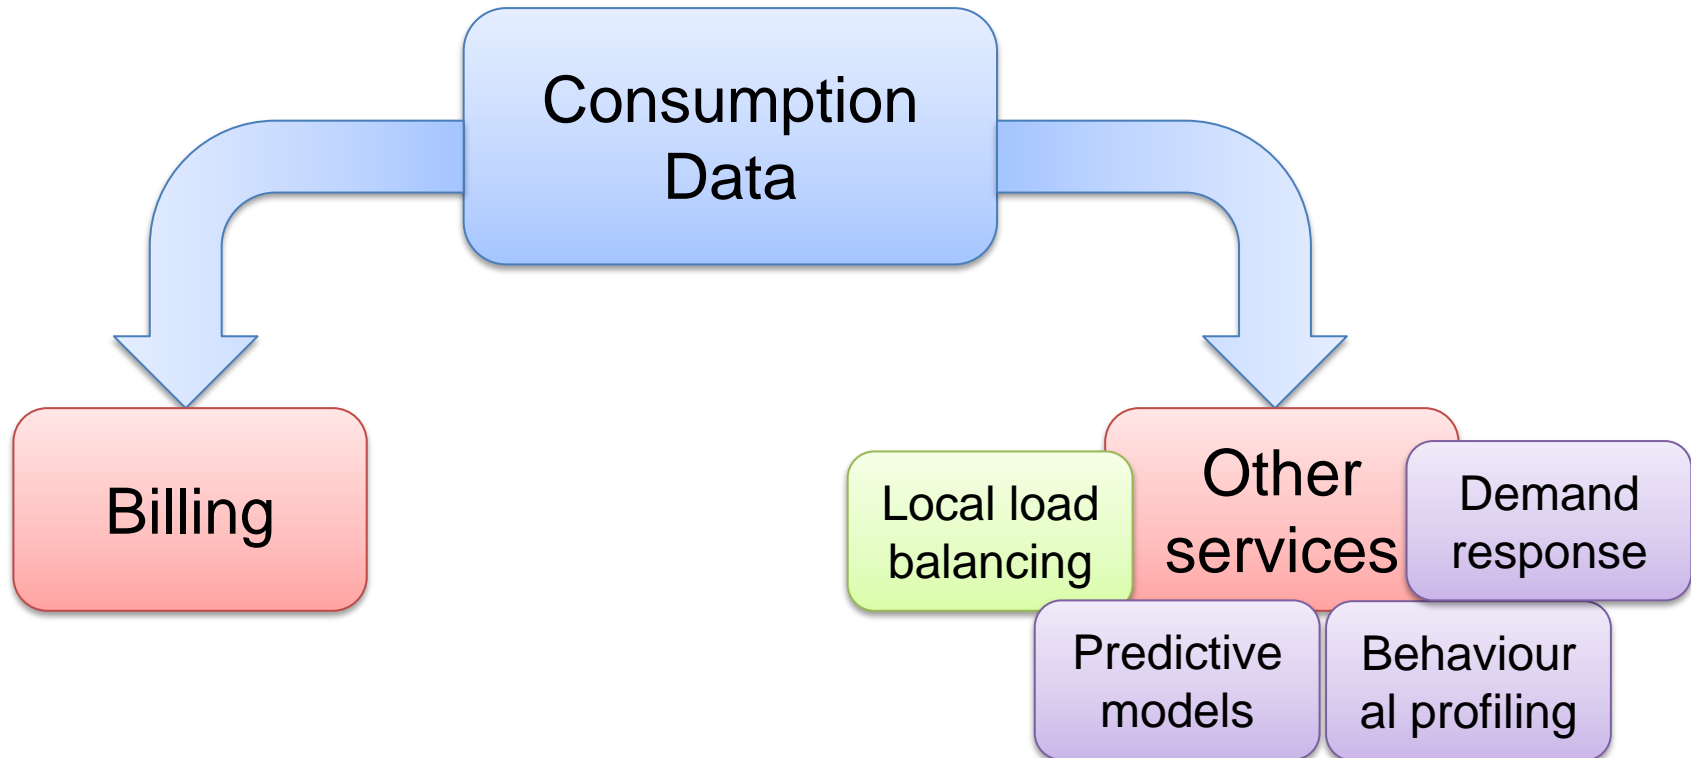 Consumption
Data
Billing
Other
services
Local load
balancing
Demand
response
Predictive
models
Behaviour
al profiling